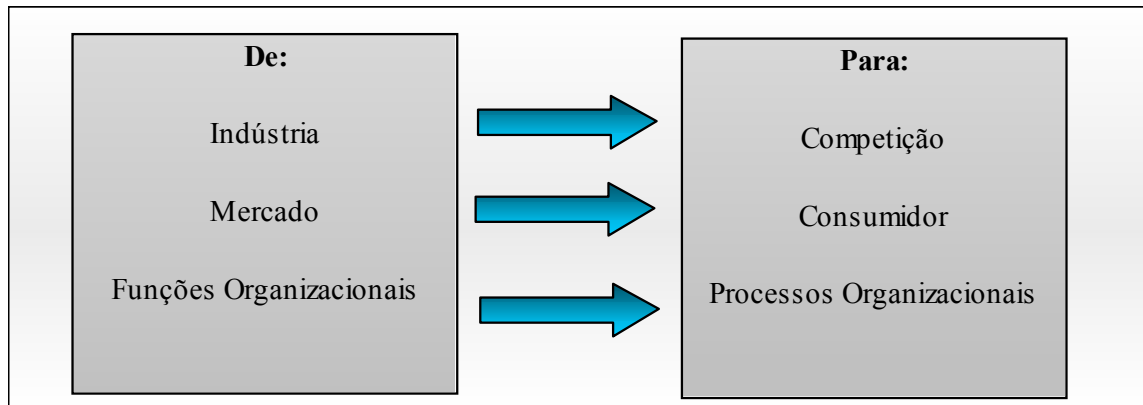 De:
Indústria
Mercado
Funções Organizacionais
Para:
Competição
Consumidor
Processos Organizacionais